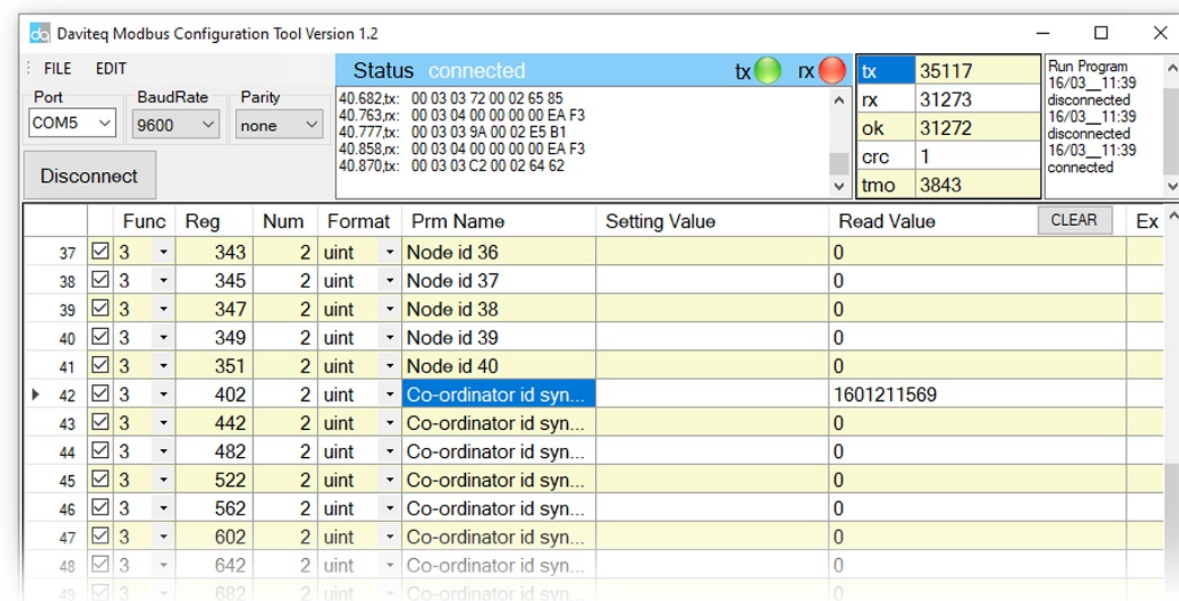 dq Daviteq Modbus Configuration Tool Version 1.2
FILE EDIT
Port BaudRate Parity
COM5 9600 none
Disconnect
Status connected tx rx
40.682,tx: 00 03 03 72 00 02 65 85
40.763,rx: 00 03 04 00 00 00 00 EA F3
40.777,tx: 00 03 03 9A 00 02 E5 B1
40.858,rx: 00 03 04 00 00 00 00 EA F3
40.870,tx: 00 03 03 C2 00 02 64 62
tx 35117
rx 31273
ok 31272
crc 1
tmo 3843
Run Program
16/03__11:39
disconnected
16/03__11:39
disconnected
16/03__11:39
connected
Func Reg Num Format Prm Name Setting Value Read Value CLEAR Ex
37 3 343 2 uint Node id 36 0
38 3 345 2 uint Node id 37 0
39 3 347 2 uint Node id 38 0
40 3 349 2 uint Node id 39 0
41 3 351 2 uint Node id 40 0
42 3 402 2 uint Co-ordinator id syn... 1601211569
43 3 442 2 uint Co-ordinator id syn... 0
44 3 482 2 uint Co-ordinator id syn... 0
45 3 522 2 uint Co-ordinator id syn... 0
46 3 562 2 uint Co-ordinator id syn... 0
47 3 602 2 uint Co-ordinator id syn... 0
48 3 642 2 uint Co-ordinator id syn... 0
49 3 682 2 uint Co-ordinator id syn... 0